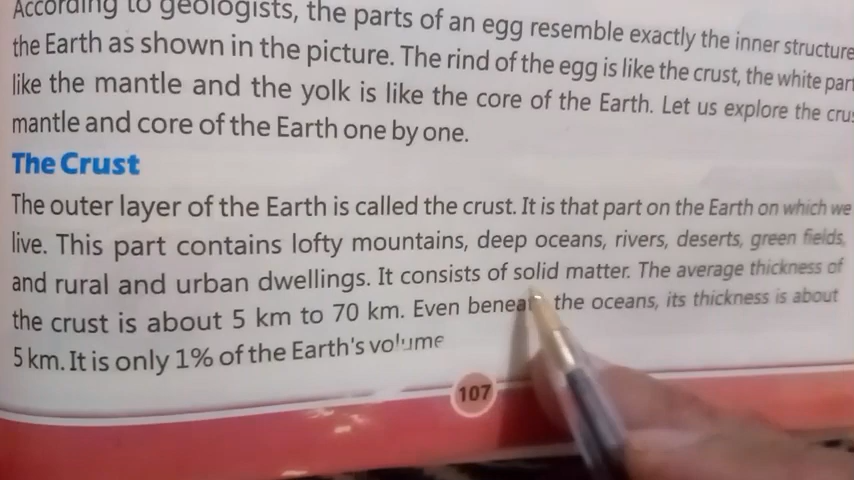 According to geologists, the parts of an egg resemble exactly the inner structure
the Earth as shown in the picture. The rind of the egg is like the crust, the white part
like the mantle and the yolk is like the core of the Earth. Let us explore the
mantle and core of the Earth one by one.
The Crust
The outer layer of the Earth is called the crust. It is that part on the Earth on which we
live. This part contains lofty mountains, deep oceans, rivers, deserts, green fields,
and rural and urban dwellings. It consists of solid matter. The average thickness of
the crust is about 5 km to 70 km. Even the oceans, its thickness is about
5 km. It is only 1% of the Earth's volume
107